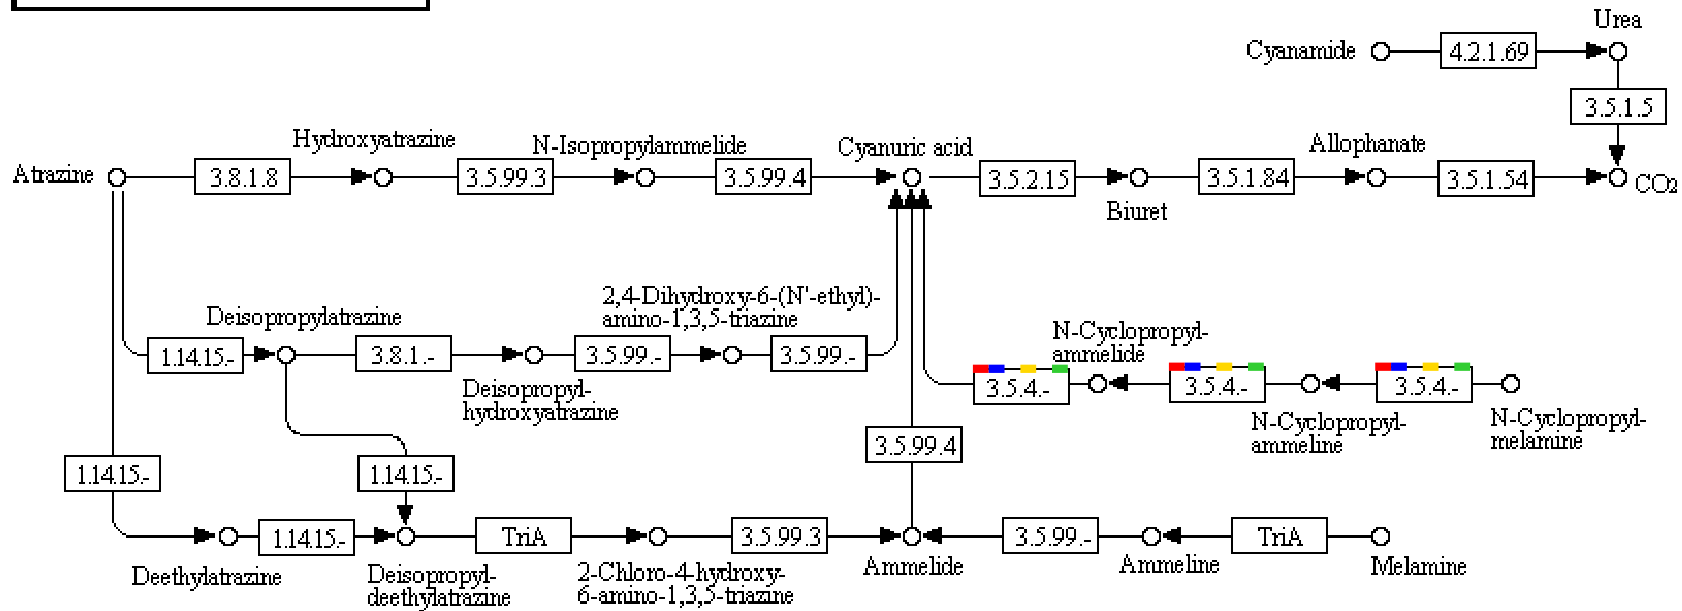 Urea
Cyanamide
4.2.1.69
3.5.1.5
Hydroxyatrazine
N-Isopropylammelide
Cyanuric acid
Allophanate
Atrazine
3.8.1.8
3.5.99.3
3.5.99.4
3.5.2.15
3.5.1.84
3.5.1.54
CO2
Biuret
2,4-Dihydroxy-6-(N'-ethyl)-
amino-1,3,5-triazine
Deisopropylatrazine
N-Cyclopropyl-
ammelide
1.14.15.-
3.8.1.-
3.5.99.-
3.5.99.-
3.5.4.-
3.5.4.-
3.5.4.-
Deisopropyl-
hydroxyatrazine
N-Cyclopropyl-
ammeline
N-Cyclopropyl-
melamine
3.5.99.4
1.14.15.-
1.14.15.-
1.14.15.-
TriA
3.5.99.3
3.5.99.-
TriA
Deethylatrazine
Deisopropyl-
deethylatrazine
2-Chloro-4-hydroxy-
6-amino-1,3,5-triazine
Ammelide
Ammeline
Melamine